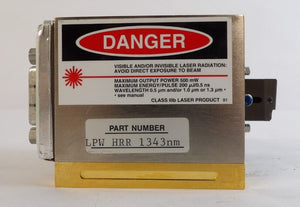 DANGER
VISIBLE AND/OR INVISIBLE LASER RADIATION:
AVOID DIRECT EXPOSURE TO BEAM
MAXIMUM OUTPUT POWER 500 mW
MAXIMUM ENERGY/PULSE 200 µJ/0.5 ns
WAVELENGTH 0.5 µm and/or 1.0 µm or 1.3 µm •
• see manual
CLASS IIIb LASER PRODUCT
PART NUMBER
LPW HRR 1343nm